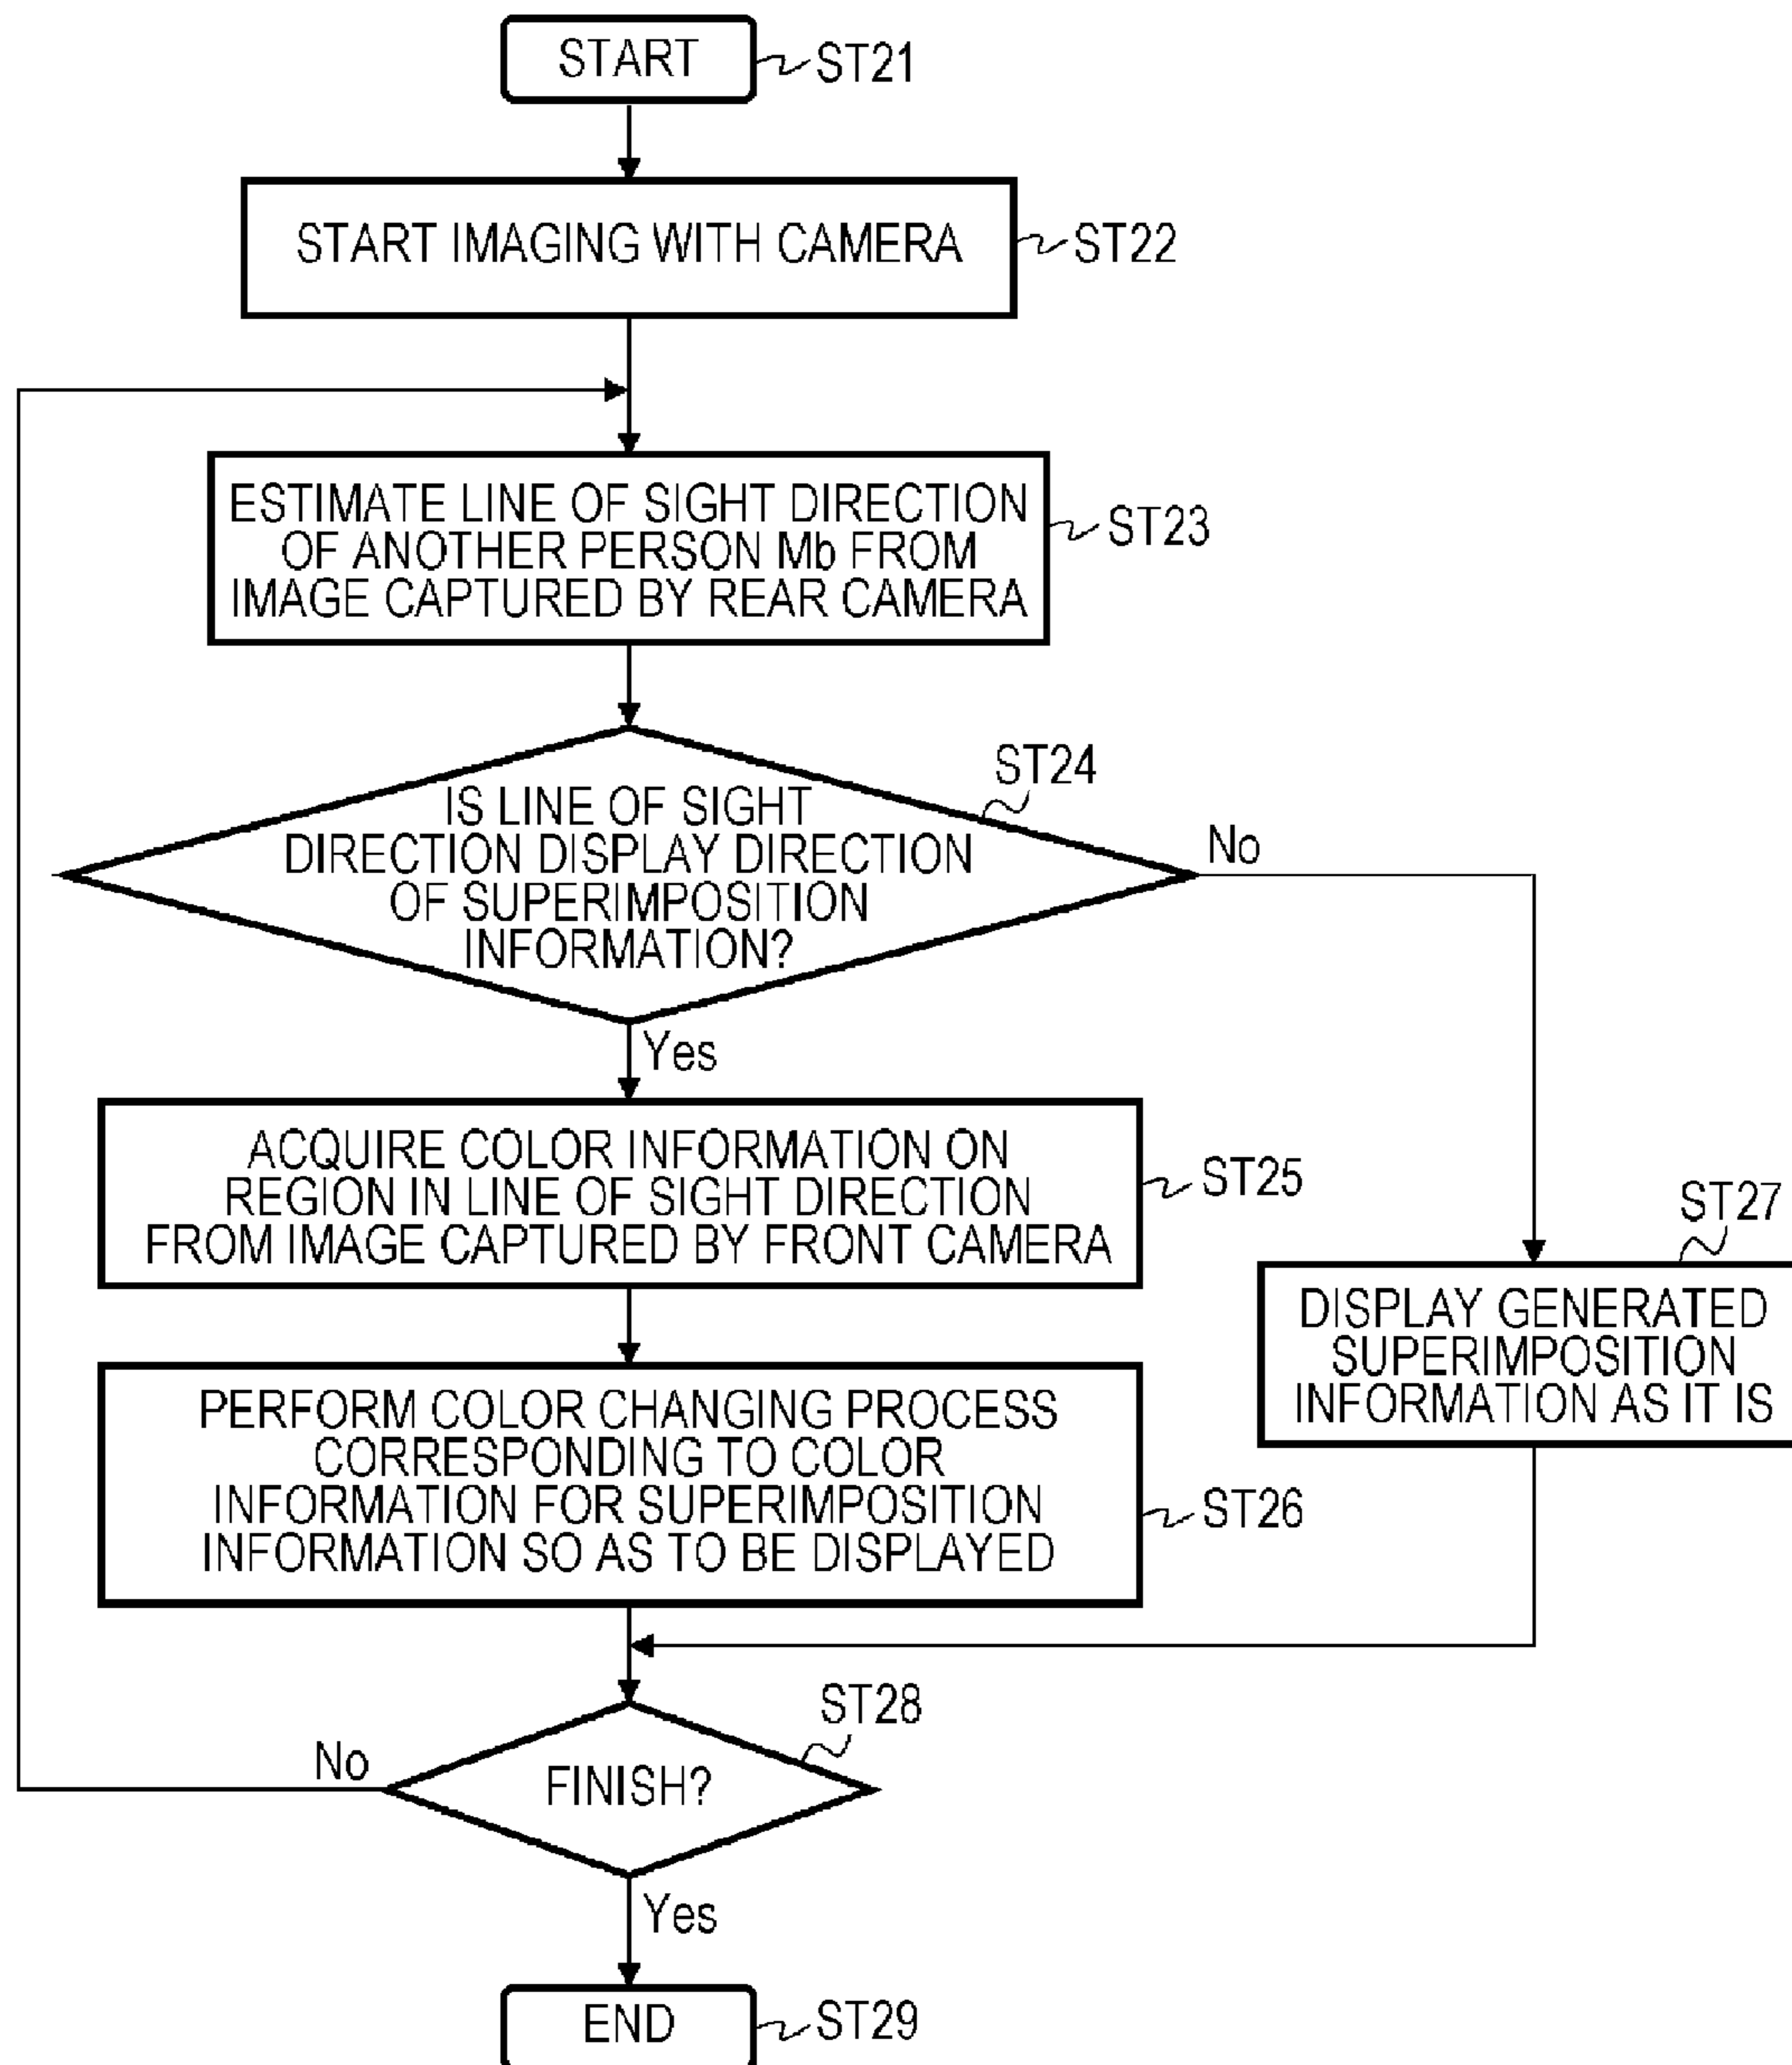 START
ST21
START IMAGING WITH CAMERA
ST22
ESTIMATE LINE OF SIGHT DIRECTION
OF ANOTHER PERSON Mb FROM
IMAGE CAPTURED BY REAR CAMERA
ST23
ST24
IS LINE OF SIGHT
DIRECTION DISPLAY DIRECTION
OF SUPERIMPOSITION
INFORMATION?
No
Yes
ACQUIRE COLOR INFORMATION ON
REGION IN LINE OF SIGHT DIRECTION
FROM IMAGE CAPTURED BY FRONT CAMERA
ST25
ST27
DISPLAY GENERATED
SUPERIMPOSITION
INFORMATION AS IT IS
PERFORM COLOR CHANGING PROCESS
CORRESPONDING TO COLOR
INFORMATION FOR SUPERIMPOSITION
INFORMATION SO AS TO BE DISPLAYED
ST26
ST28
No
FINISH?
Yes
END
ST29